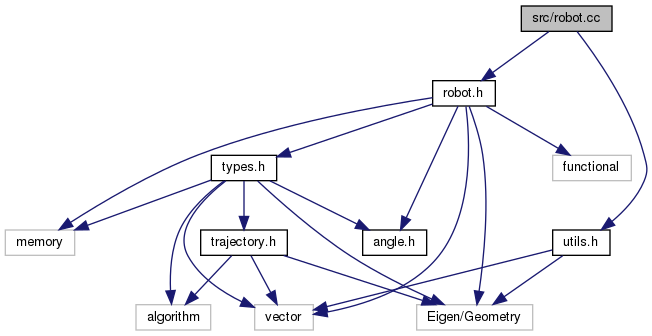 src/robot.cc
robot.h
types.h
functional
memory
trajectory.h
angle.h
utils.h
algorithm
vector
Eigen/Geometry